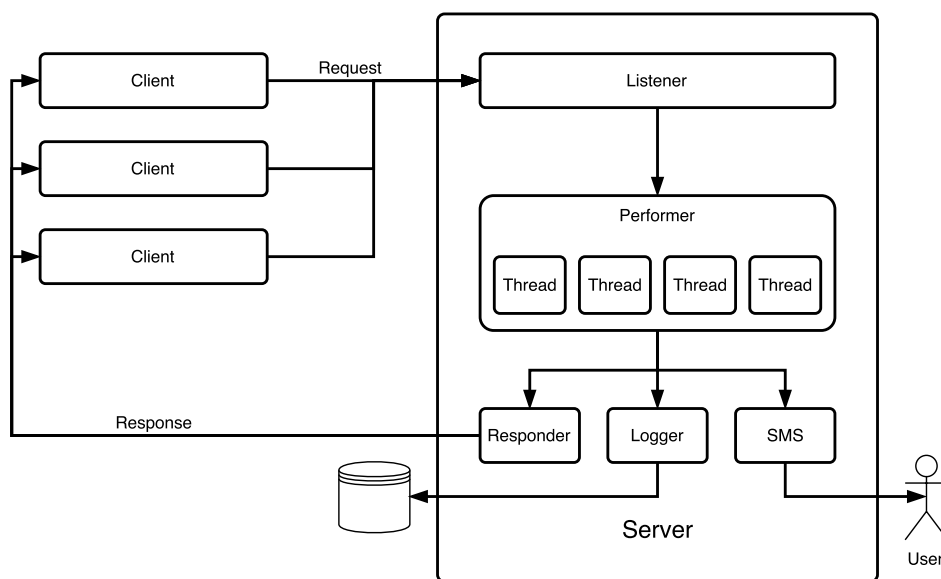 Client
Request
Listener
Client
Performer
Client
Thread
Thread
Thread
Thread
Response
Responder
Logger
SMS
Server
User